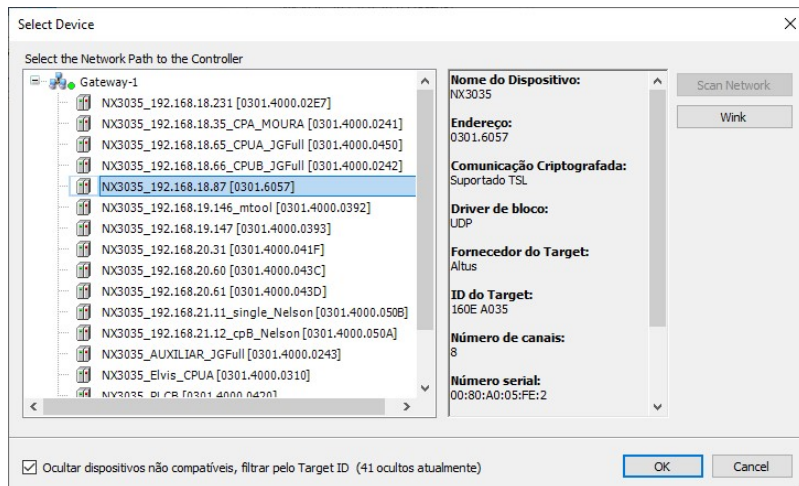 Select Device
Select the Network Path to the Controller
Gateway-1
NX3035_192.168.18.231 [0301.4000.02E7]
NX3035_192.168.18.35_CPA_MOURA [0301.4000.0241]
NX3035_192.168.18.65_CPUA_JGFull [0301.4000.0450]
NX3035_192.168.18.66_CPUB_JGFull [0301.4000.0242]
NX3035_192.168.18.87 [0301.6057]
NX3035_192.168.19.146_mtool [0301.4000.0392]
NX3035_192.168.19.147 [0301.4000.0393]
NX3035_192.168.20.31 [0301.4000.041F]
NX3035_192.168.20.60 [0301.4000.043C]
NX3035_192.168.20.61 [0301.4000.043D]
NX3035_192.168.21.11_single_Nelson [0301.4000.050B]
NX3035_192.168.21.12_cpB_Nelson [0301.4000.050A]
NX3035_AUXILIAR_JGFull [0301.4000.0243]
NX3035_Elvis_CPUA [0301.4000.0310]
NX3035_PLCB [0301.4000.0420]
Nome do Dispositivo:
NX3035
Endereço:
0301.6057
Comunicação Criptografada:
Suportado TSL
Driver de bloco:
UDP
Fornecedor do Target:
Altus
ID do Target:
160E A035
Número de canais:
8
Número serial:
00:80:A0:05:FE:2
Scan Network
Wink
Ocultar dispositivos não compatíveis, filtrar pelo Target ID (41 ocultos atualmente)
OK
Cancel